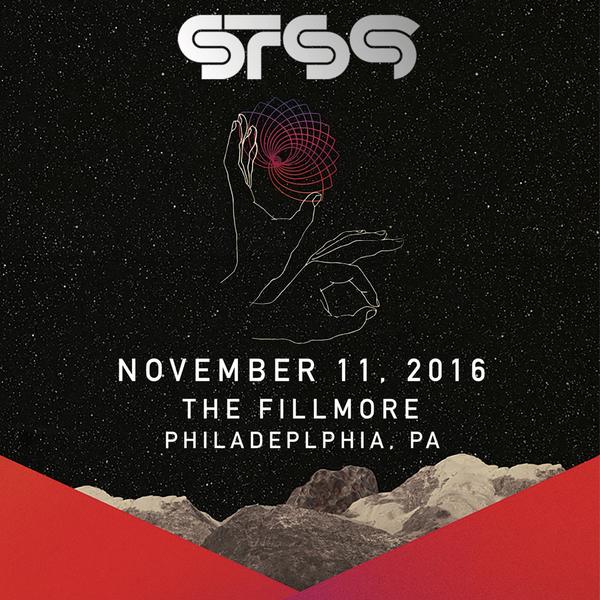 STS9
NOVEMBER 11, 2016
THE FILLMORE
PHILADEPLPHIA, PA